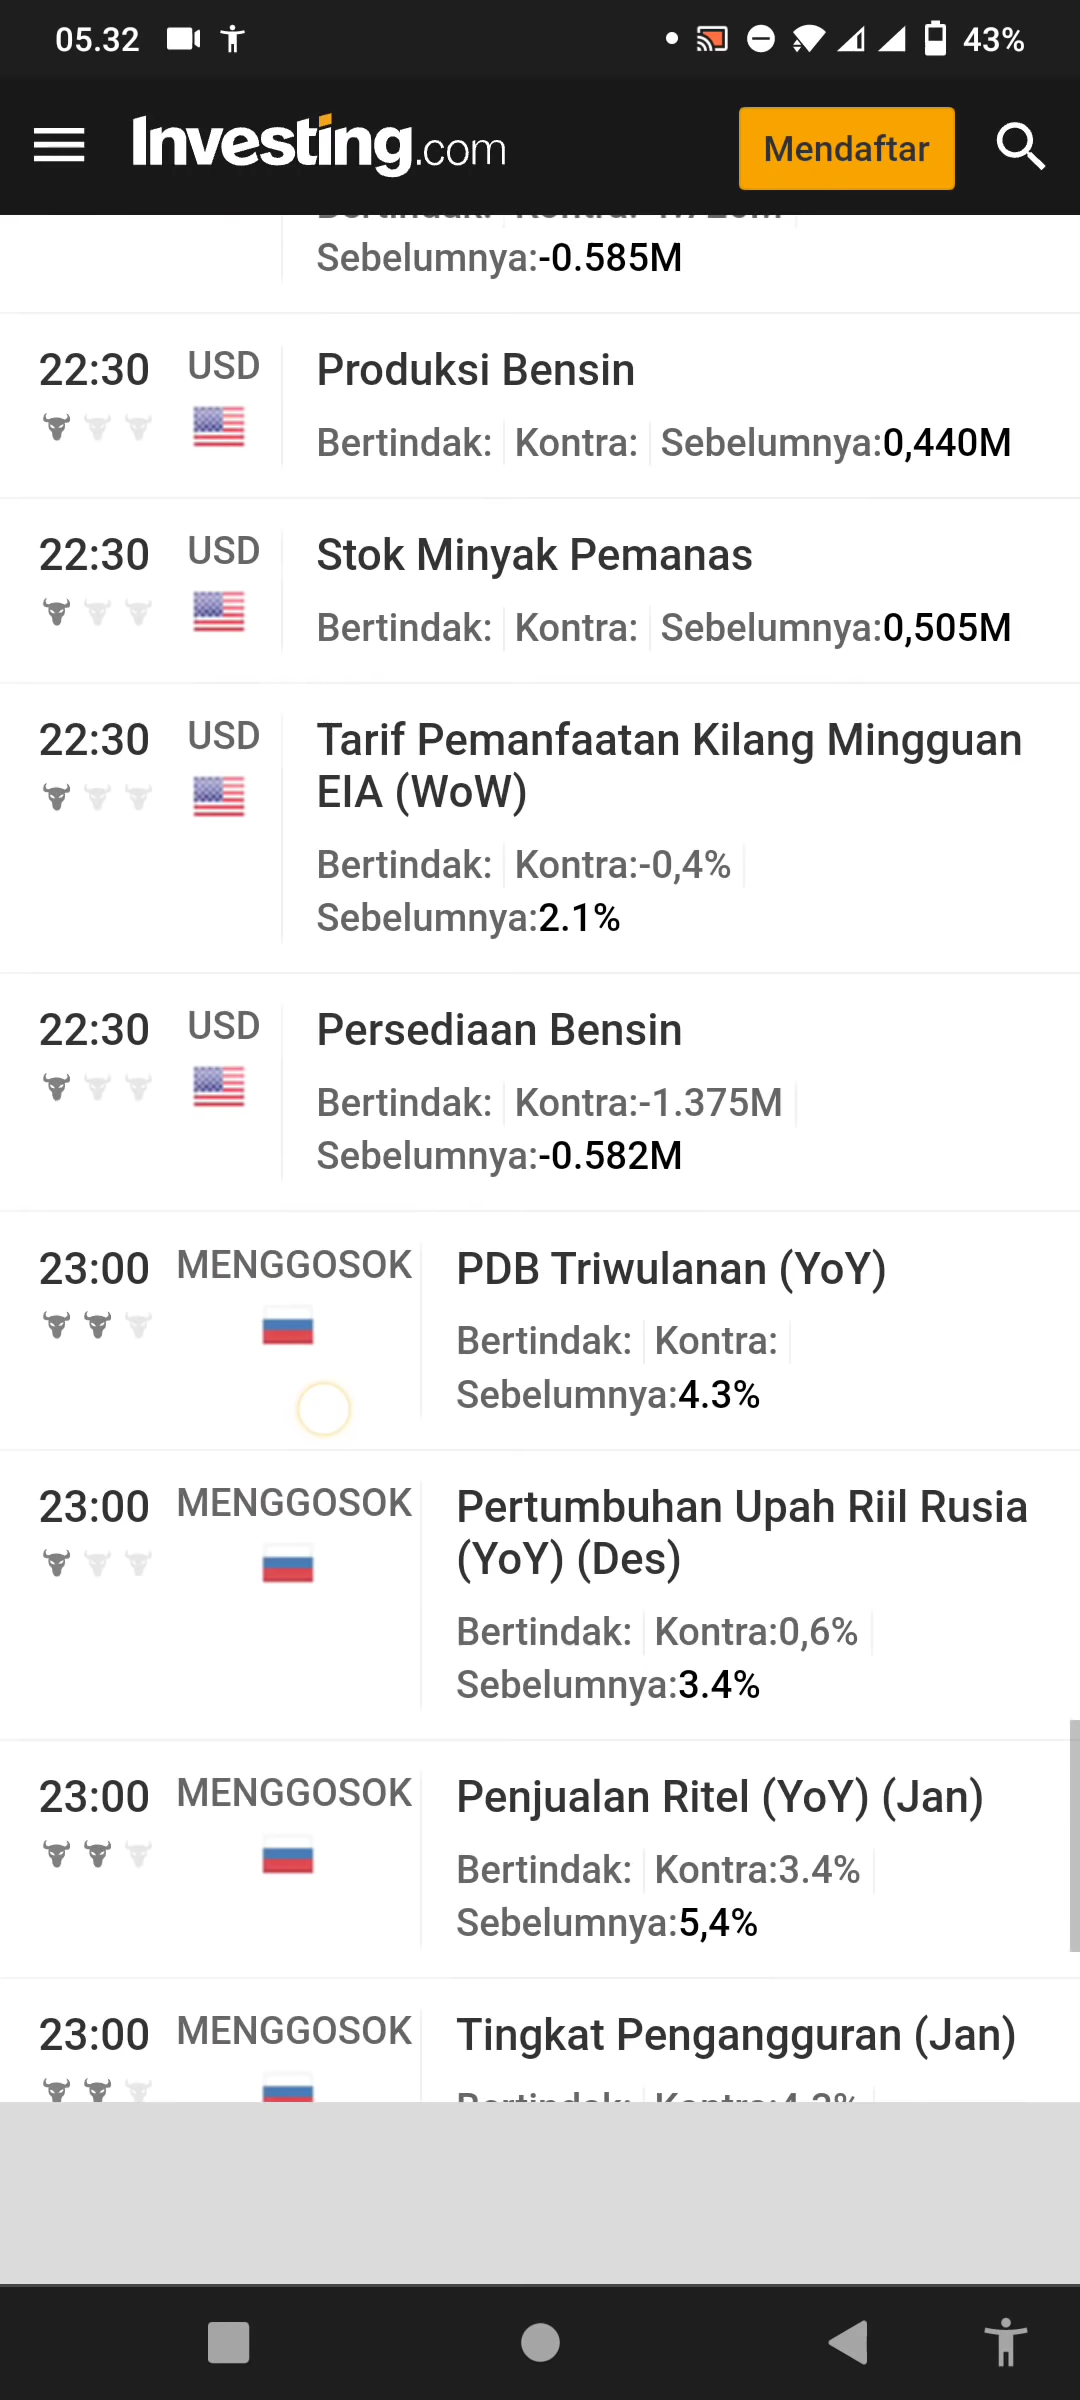 05.32
43%
Investing.com
Mendaftar
Sebelumnya:-0.585M
22:30 USD Produksi Bensin
Bertindak: Kontra: Sebelumnya:0,440M
22:30 USD Stok Minyak Pemanas
Bertindak: Kontra: Sebelumnya:0,505M
22:30 USD Tarif Pemanfaatan Kilang Mingguan
EIA (WoW)
Bertindak: Kontra:-0,4%
Sebelumnya:2.1%
22:30 USD Persediaan Bensin
Bertindak: Kontra:-1.375M
Sebelumnya:-0.582M
23:00 MENGGOSOK PDB Triwulanan (YoY)
Bertindak: Kontra:
Sebelumnya:4.3%
23:00 MENGGOSOK Pertumbuhan Upah Riil Rusia
(YoY) (Des)
Bertindak: Kontra:0,6%
Sebelumnya:3.4%
23:00 MENGGOSOK Penjualan Ritel (YoY) (Jan)
Bertindak: Kontra:3.4%
Sebelumnya:5,4%
23:00 MENGGOSOK Tingkat Pengangguran (Jan)